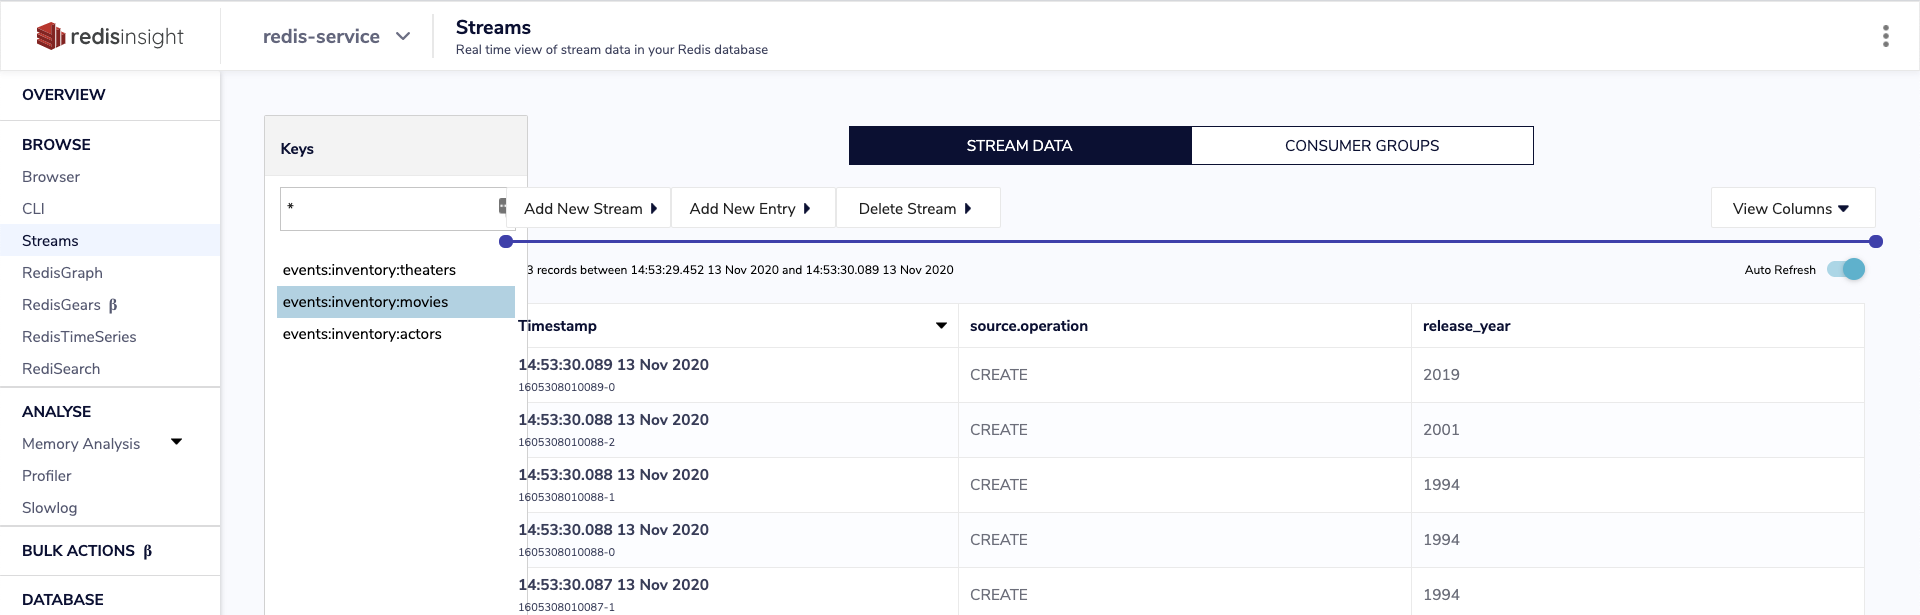 redisinsight
redis-service
Streams
Real time view of stream data in your Redis database
OVERVIEW
BROWSE
Browser
CLI
Streams
RedisGraph
RedisGears β
RedisTimeSeries
RediSearch
ANALYSE
Memory Analysis
Profiler
Slowlog
BULK ACTIONS β
DATABASE
Keys
*
events:inventory:theaters
events:inventory:movies
events:inventory:actors
STREAM DATA CONSUMER GROUPS
Add New Stream Add New Entry Delete Stream View Columns
3 records between 14:53:29.452 13 Nov 2020 and 14:53:30.089 13 Nov 2020
Auto Refresh
Timestamp source.operation release_year
14:53:30.089 13 Nov 2020
1605308010089-0
CREATE 2019
14:53:30.088 13 Nov 2020
1605308010088-2
CREATE 2001
14:53:30.088 13 Nov 2020
1605308010088-1
CREATE 1994
14:53:30.088 13 Nov 2020
1605308010088-0
CREATE 1994
14:53:30.087 13 Nov 2020
1605308010087-1
CREATE 1994